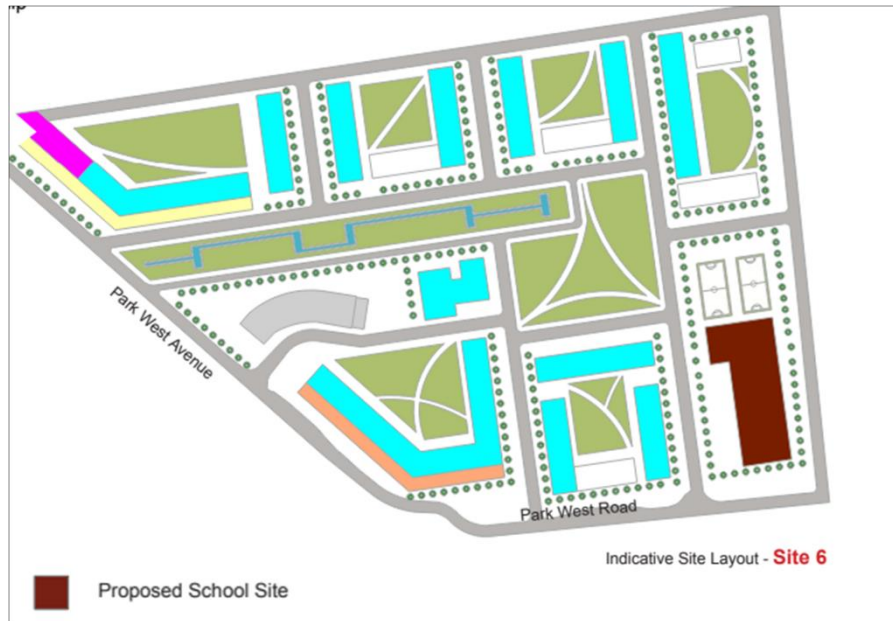 Park West Avenue
Park West Road
Indicative Site Layout - Site 6
Proposed School Site